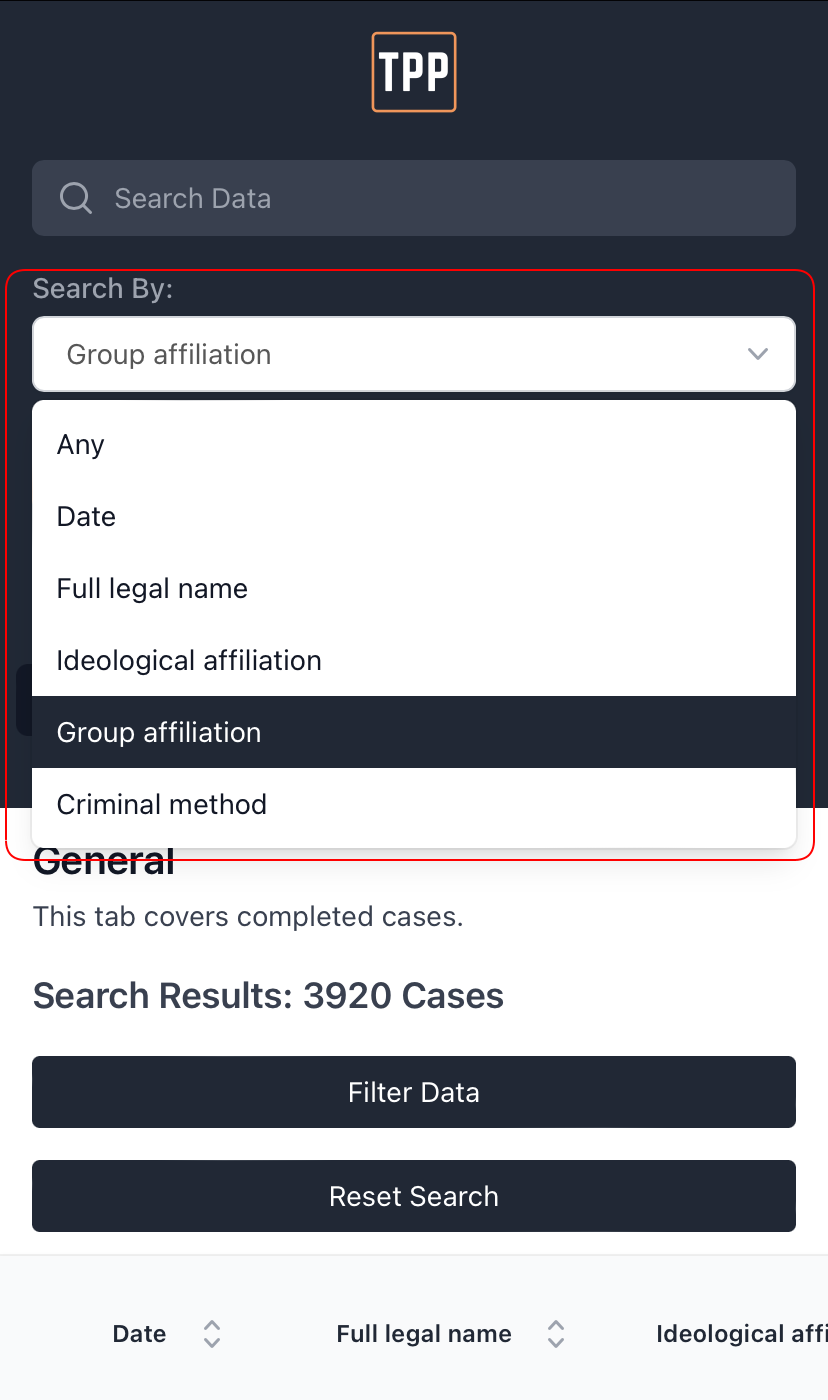 TPP
Search Data
Search By:
Group affiliation
Any
Date
Full legal name
Ideological affiliation
Group affiliation
Criminal method
General
This tab covers completed cases.
Search Results: 3920 Cases
Filter Data
Reset Search
Date Full legal name Ideological affi